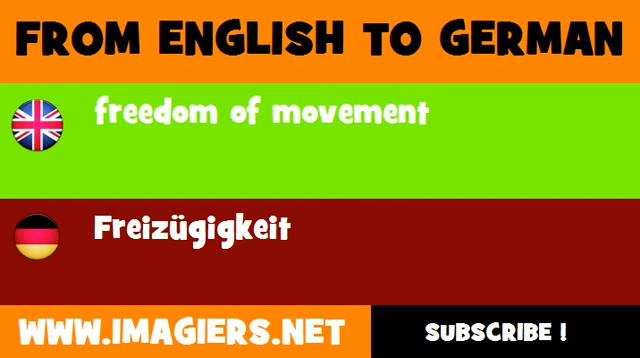 FROM ENGLISH TO GERMAN
freedom of movement
Freizügigkeit
WWW.IMAGIERS.NET
SUBSCRIBE !